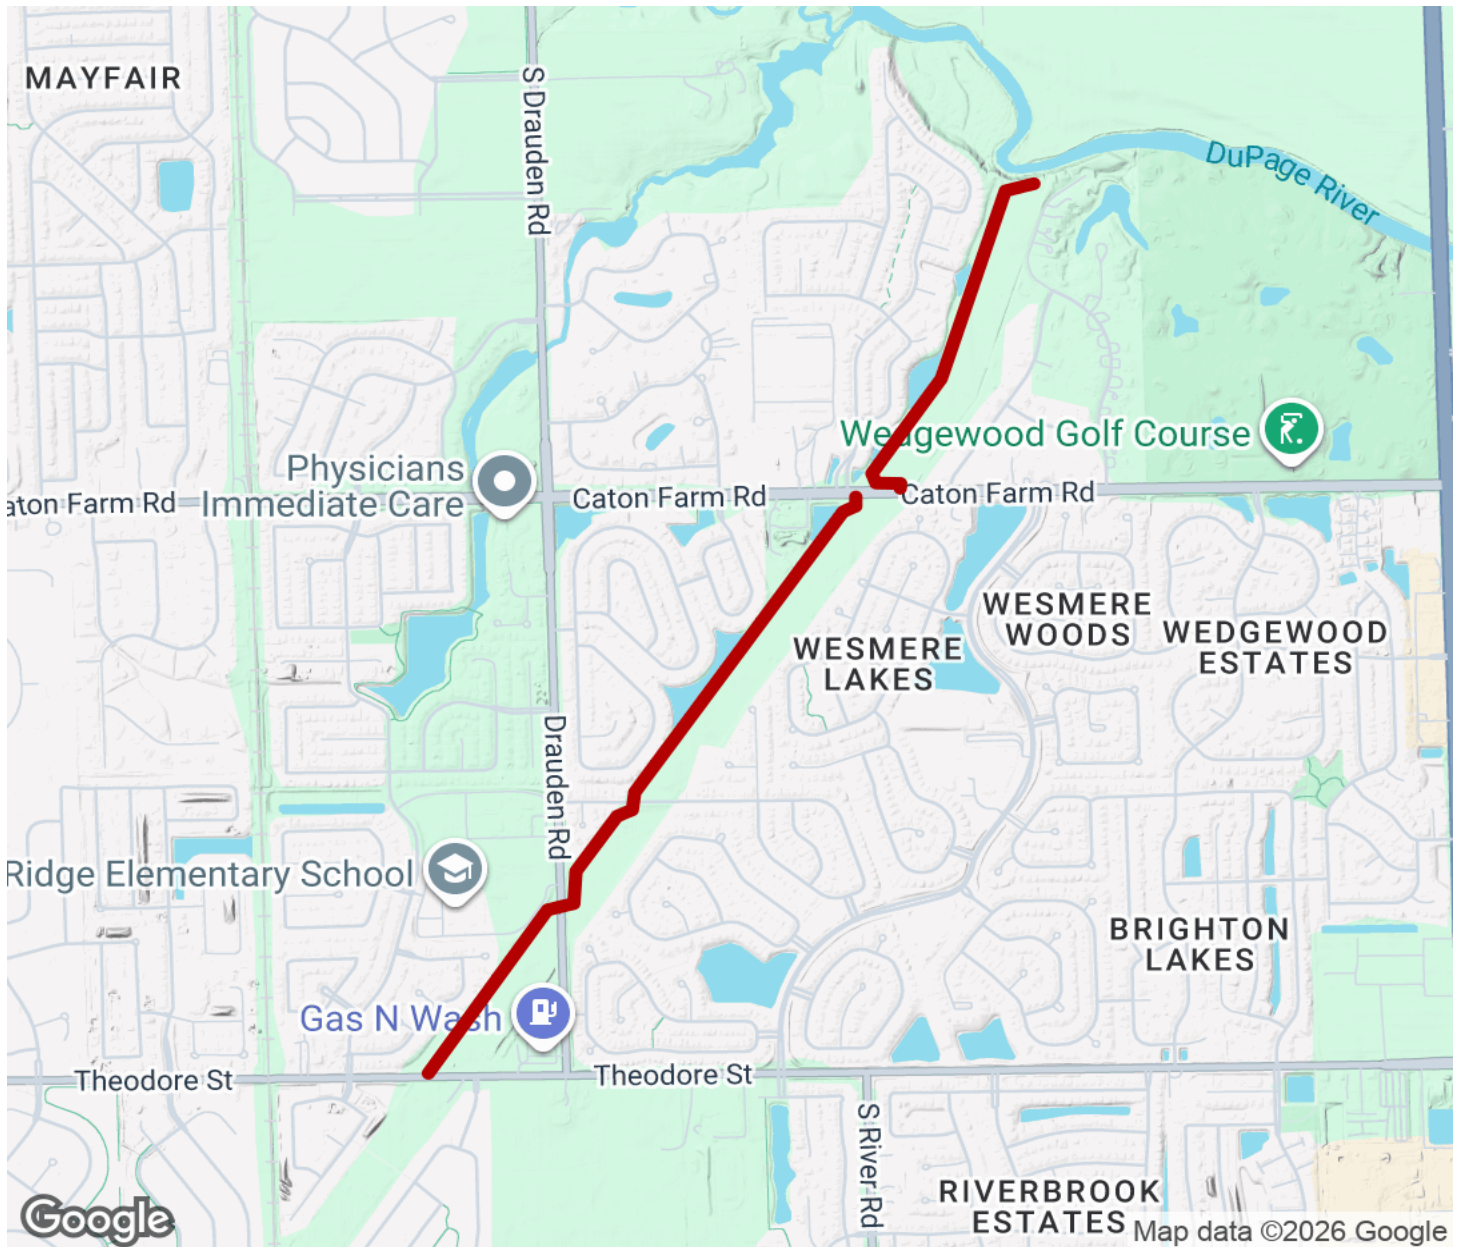 MAYFAIR
S Drauden Rd
DuPage River
Wedgewood Golf Course
Physicians
Immediate Care
aton Farm Rd
Caton Farm Rd
Caton Farm Rd
WESMERE
WOODS
WEDGEWOOD
ESTATES
WESMERE
LAKES
Drauden Rd
Ridge Elementary School
BRIGHTON
LAKES
Gas N Wash
Theodore St
Theodore St
S River Rd
RIVERBROOK
ESTATES
Google
Map data ©2026 Google